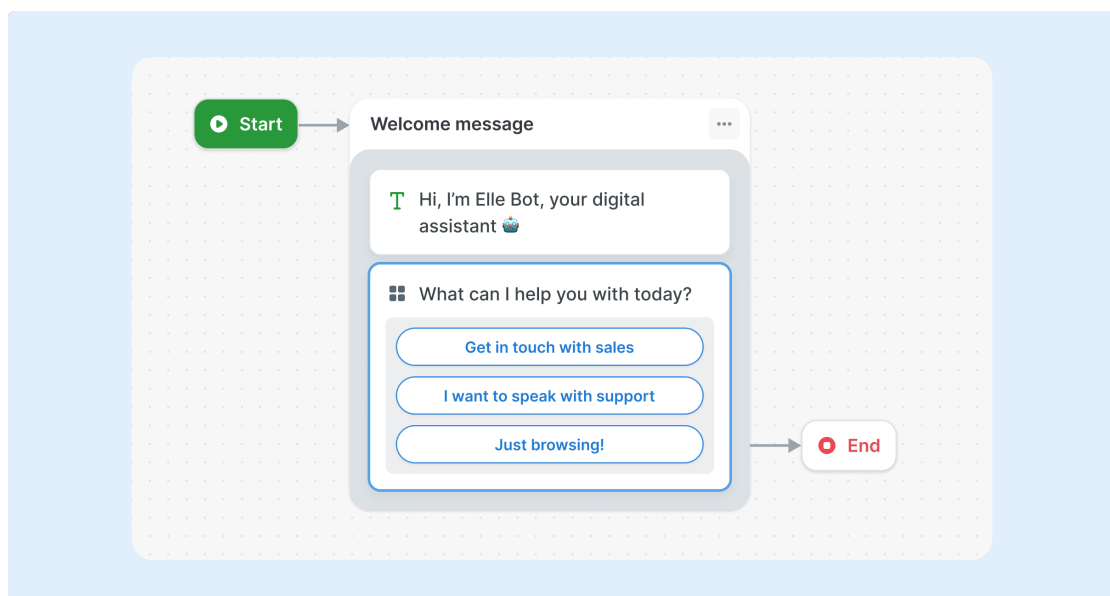 Start
Welcome message
Hi, I'm Elle Bot, your digital
assistant 🤖
What can I help you with today?
Get in touch with sales
I want to speak with support
Just browsing!
End